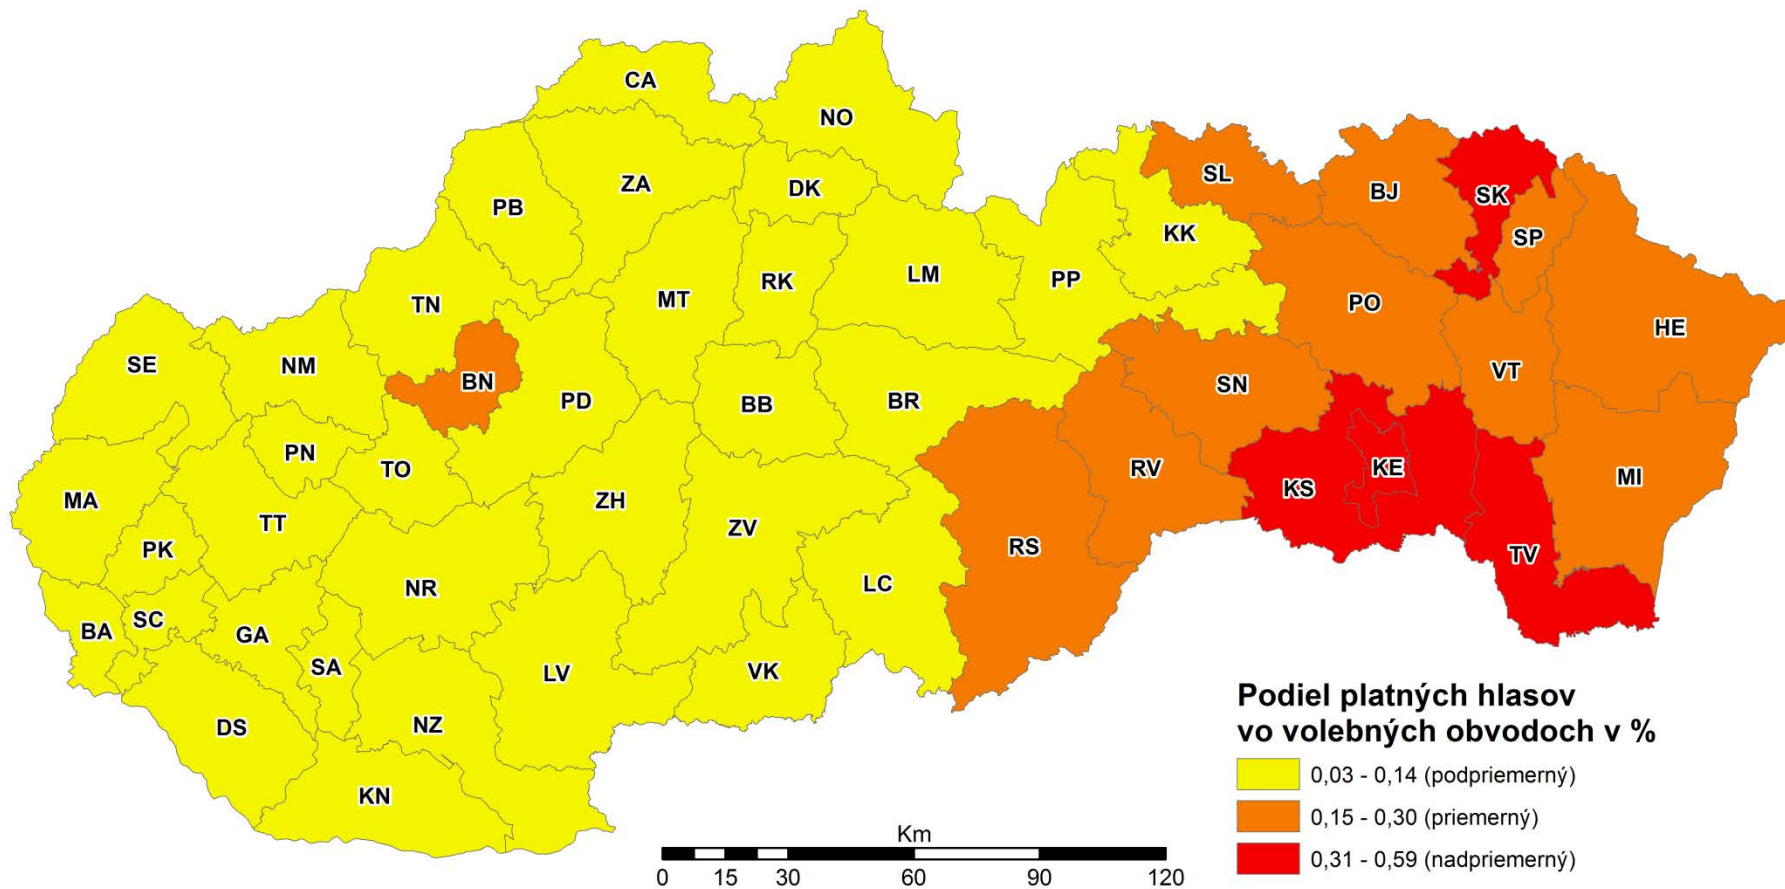 CA
NO
ZA
DK
PB
SL
BJ
SK
SP
KK
TN
MT
RK
LM
PP
PO
HE
SE
NM
BN
PD
BB
BR
SN
VT
PN
TO
MA
TT
ZH
ZV
RV
KS
KE
MI
PK
NR
LC
RS
TV
BA
SC
GA
SA
LV
VK
DS
NZ
KN
Podiel platných hlasov
vo volebných obvodoch v %
0,03 - 0,14 (podpriemerný)
0,15 - 0,30 (priemerný)
0,31 - 0,59 (nadpriemerný)
Km
0 15 30 60 90 120